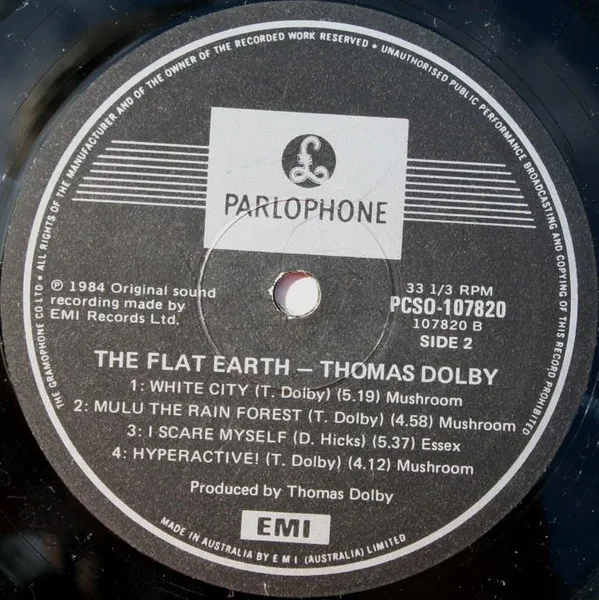 THE GRAMOPHONE CO LTD • ALL RIGHTS OF THE MANUFACTURER AND OF THE OWNER OF THE RECORDED WORK RESERVED • UNAUTHORISED PUBLIC PERFORMANCE BROADCASTING AND COPYING OF THIS RECORD PROHIBITED
£
PARLOPHONE
℗ 1984 Original sound
recording made by
EMI Records Ltd.
33 1/3 RPM
PCSO-107820
107820 B
SIDE 2
THE FLAT EARTH – THOMAS DOLBY
1: WHITE CITY (T. Dolby) (5.19) Mushroom
2: MULU THE RAIN FOREST (T. Dolby) (4.58) Mushroom
3: I SCARE MYSELF (D. Hicks) (5.37) Essex
4: HYPERACTIVE! (T. Dolby) (4.12) Mushroom
Produced by Thomas Dolby
EMI
MADE IN AUSTRALIA BY E M I (AUSTRALIA) LIMITED